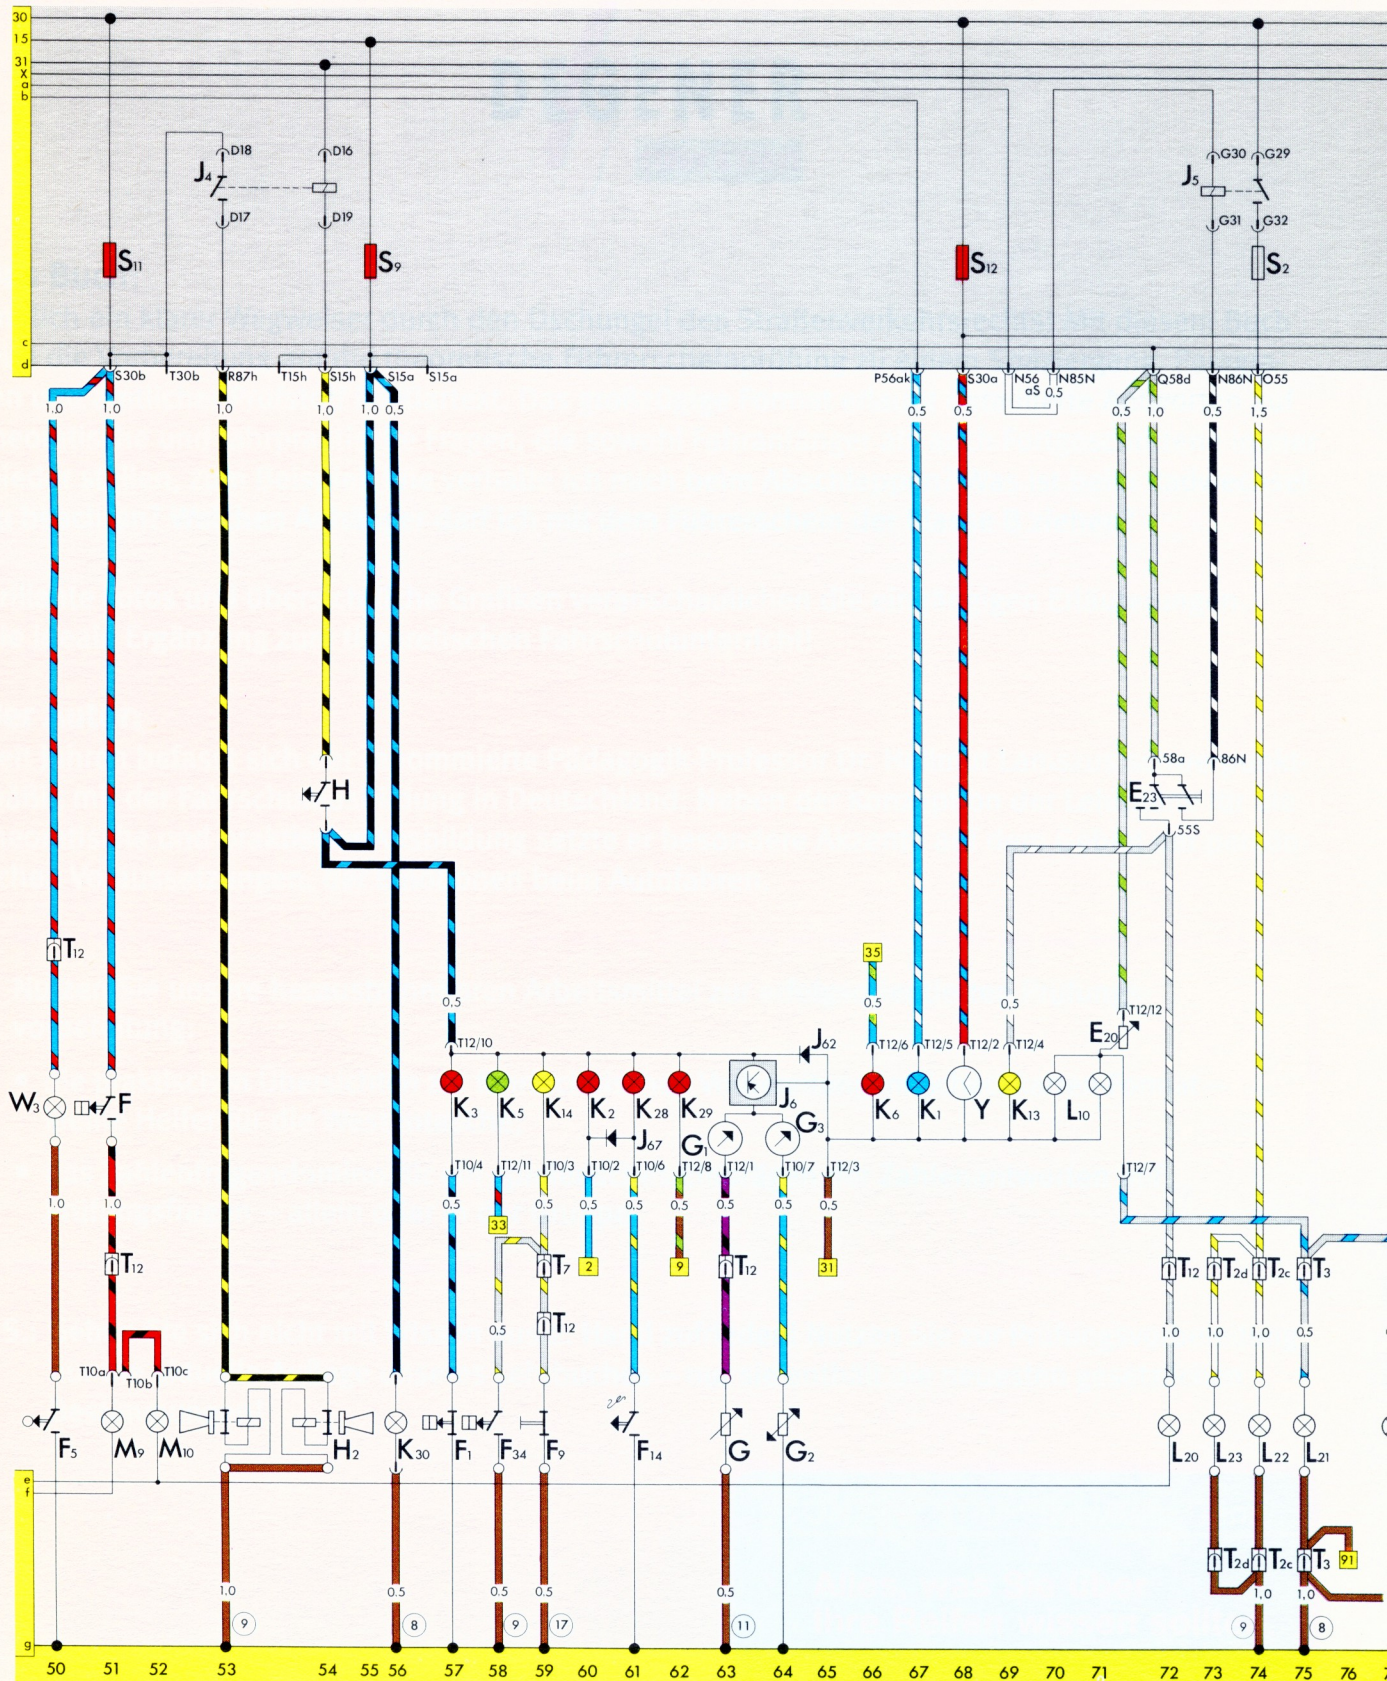 30
15
31
X
a
b
D18
D16
G30
G29
J4
J5
D17
D19
G31
G32
S11
S9
S12
S2
c
d
S30b
T30b
R87h
T15h
S15h
S15a
S15a
P56ak
S30a
N56
aS
N85N
Q58d
N86N
O55
1,0
1,0
1,0
1,0
1,0
0,5
0,5
0,5
0,5
0,5
1,0
0,5
1,5
58a
86N
H
E23
55S
T12
35
0,5
0,5
0,5
T12/12
E20
T12/10
J62
T12/6
T12/5
T12/2
T12/4
W3
F
K3
K5
K14
K2
K28
K29
J6
K6
K1
Y
K13
L10
J67
G1
G3
T10/4
T12/11
T10/3
T10/2
T10/6
T12/8
T12/1
T10/7
T12/3
T12/7
1,0
1,0
0,5
0,5
0,5
0,5
0,5
0,5
0,5
0,5
33
T12
T7
2
9
T12
31
T12
T2d
T2c
T3
T12
0,5
1,0
1,0
1,0
0,5
T10a
T10b
T10c
F5
M9
M10
H2
K30
F1
F34
F9
F14
G
G2
L20
L23
L22
L21
e
f
T2d
T2c
T3
91
1,0
0,5
0,5
0,5
0,5
1,0
1,0
9
8
9
17
11
9
8
g
50 51 52 53 54 55 56 57 58 59 60 61 62 63 64 65 66 67 68 69 70 71 72 73 74 75 76